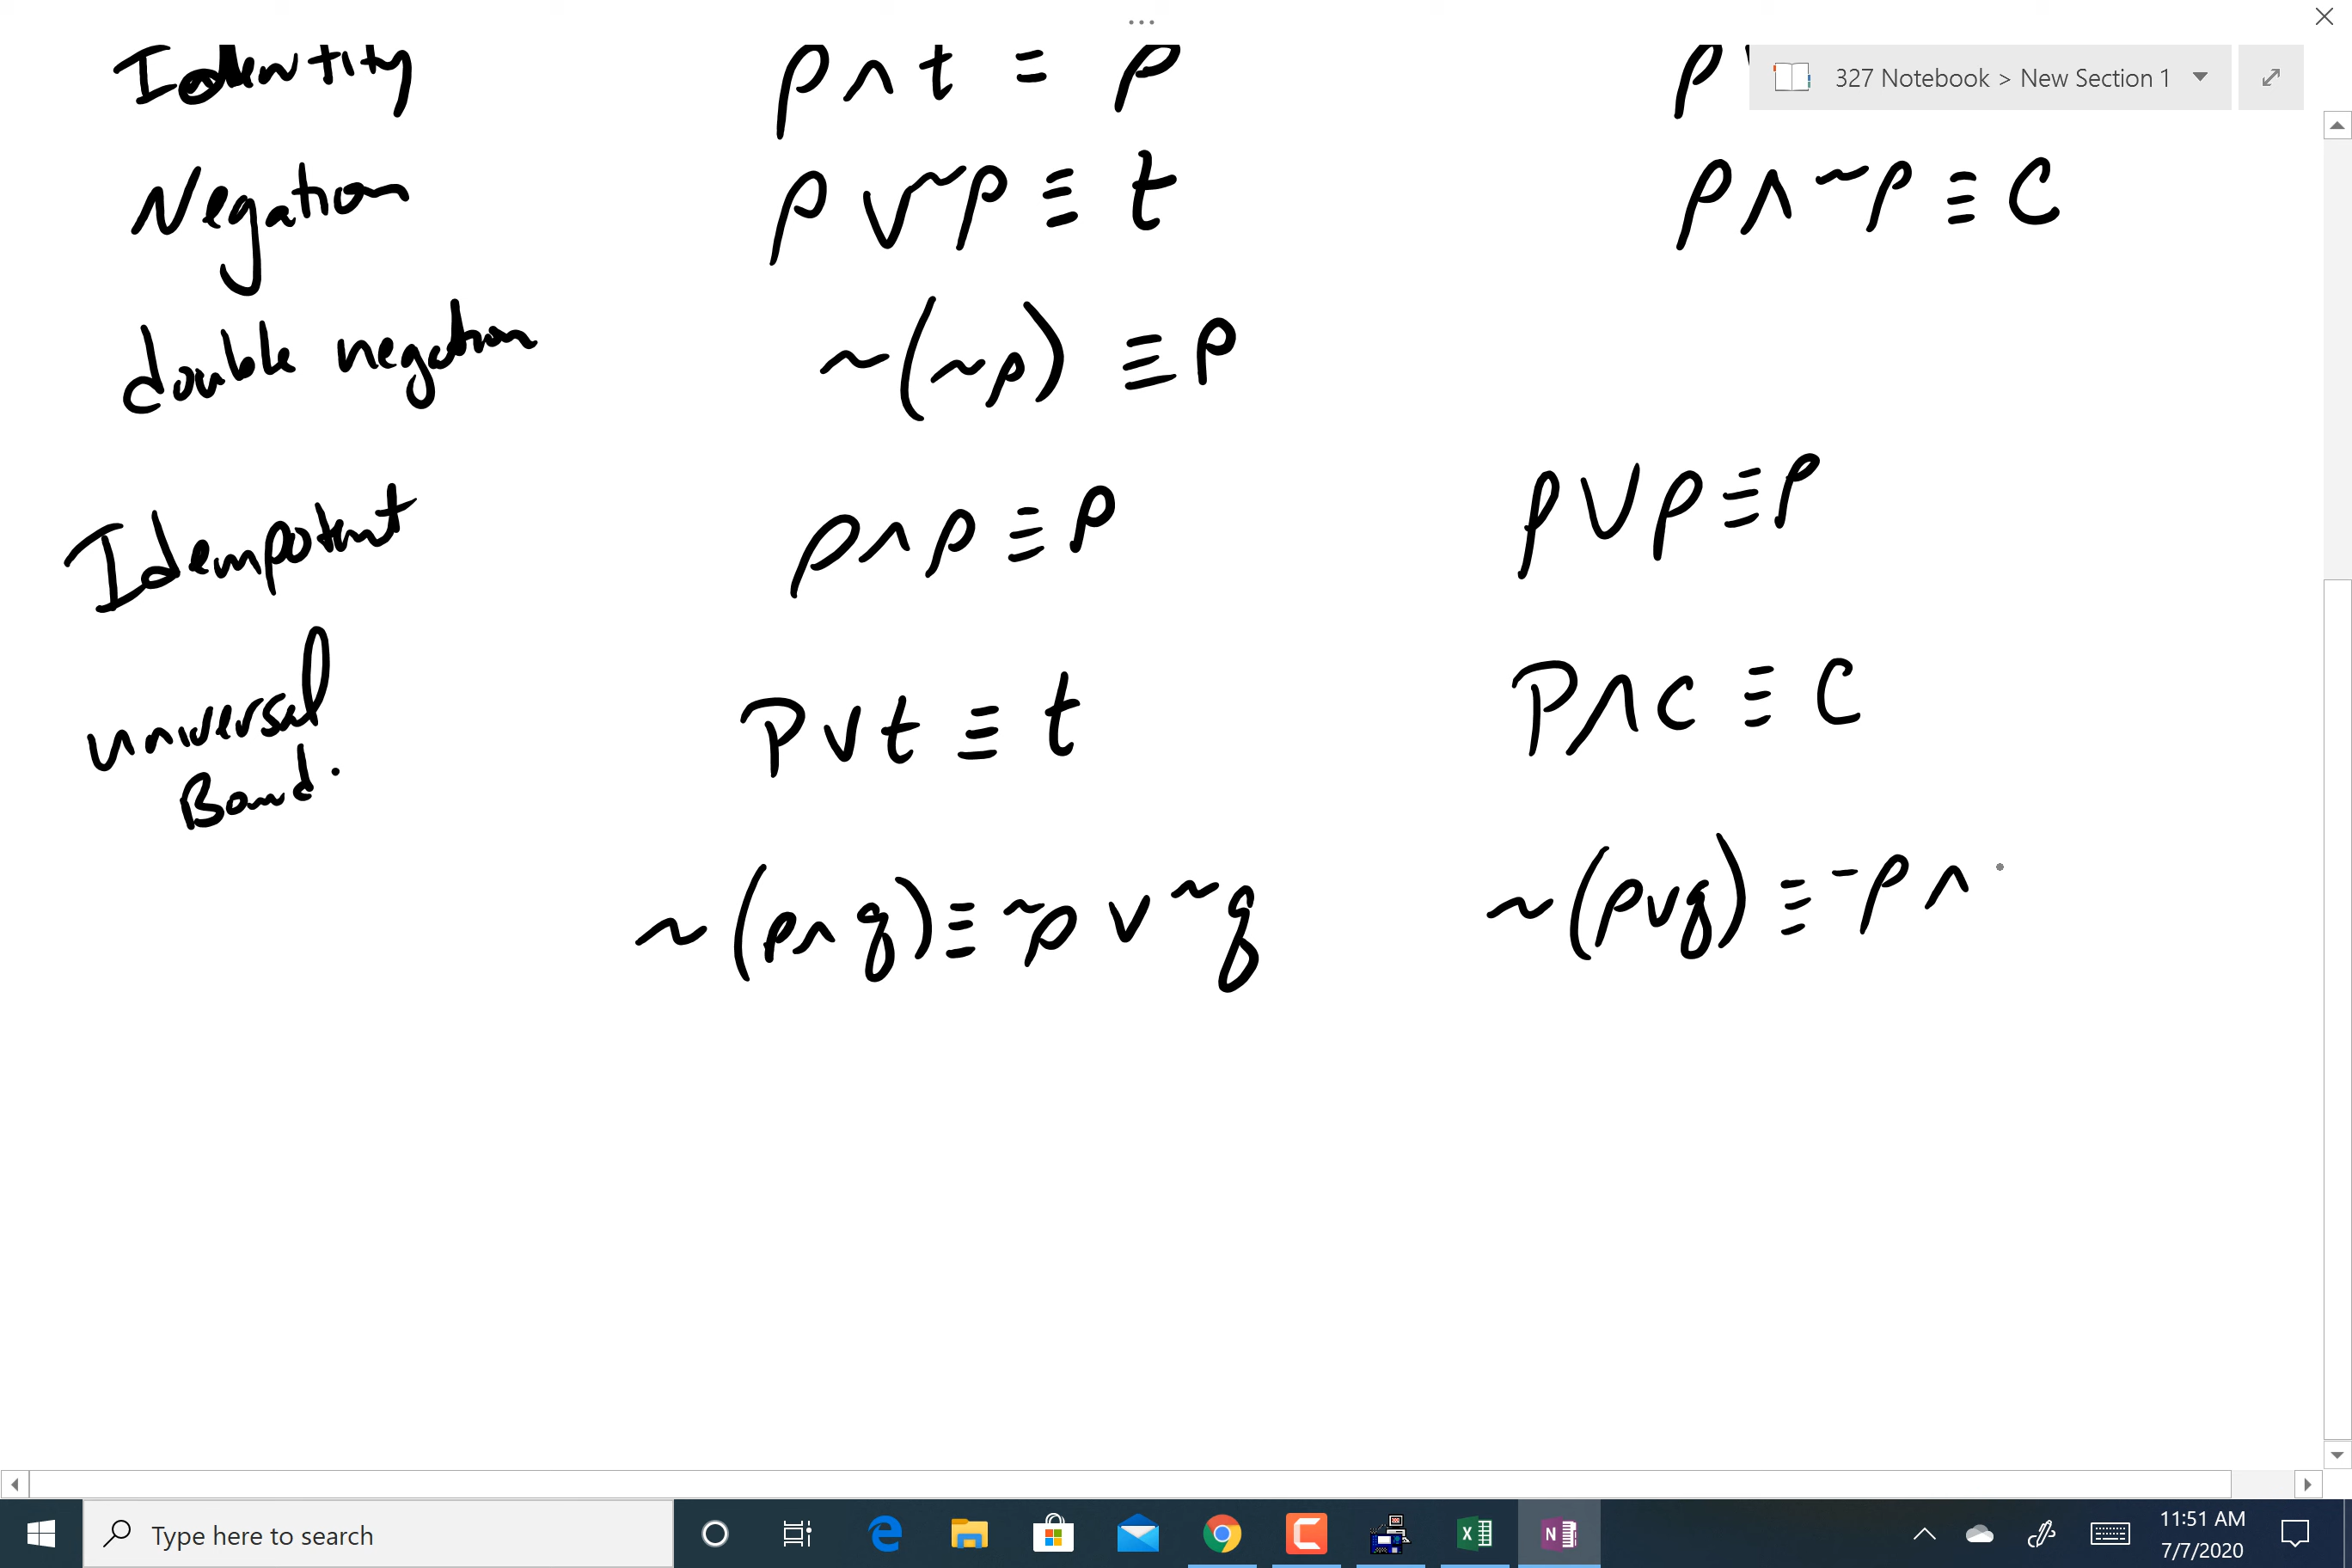 Identity p ∧ t ≡ p p
327 Notebook > New Section 1
Negation p ∨ ~p ≡ t p ∧ ~p ≡ c
double negation ~(~p) ≡ p
Idempotent p ∧ p ≡ p p ∨ p ≡ p
universal P ∨ t ≡ t P ∧ c ≡ c
Bound.
~(p ∧ q) ≡ ~p ∨ ~q ~(p ∨ q) ≡ ~p ∧
Type here to search
11:51 AM
7/7/2020